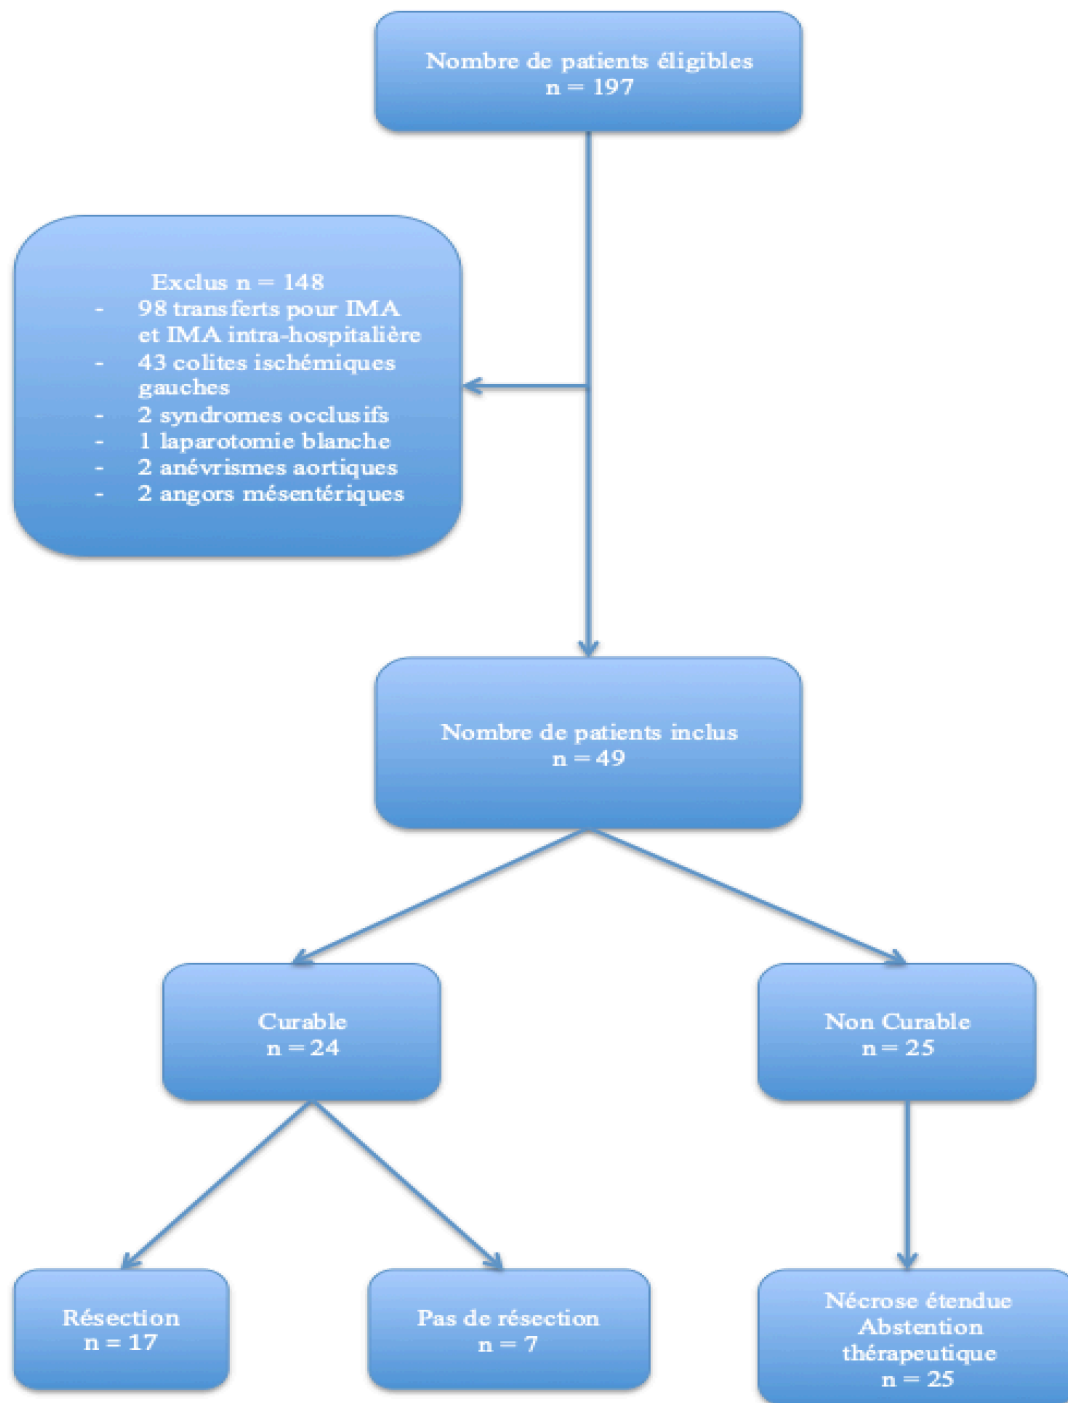 Nombre de patients éligibles
n = 197
Exclus n = 148
- 98 transferts pour IMA
et IMA intra-hospitalière
- 43 colites ischémiques
gauches
- 2 syndromes occlusifs
- 1 laparotomie blanche
- 2 anévrismes aortiques
- 2 angors mésentériques
Nombre de patients inclus
n = 49
Curable
n = 24
Non Curable
n = 25
Résection
n = 17
Pas de résection
n = 7
Nécrose étendue
Abstention
thérapeutique
n = 25